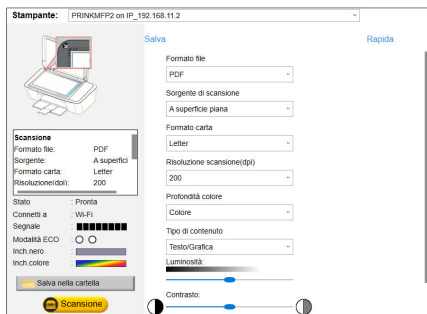 Stampante: PRINKMFP2 on IP_192.168.11.2
Salva
Rapida
Formato file
PDF
Sorgente di scansione
A superficie piana
Formato carta
Letter
Risoluzione scansione(dpi)
200
Profondità colore
Colore
Tipo di contenuto
Testo/Grafica
Luminosità:
Contrasto:
Scansione
Formato file: PDF
Sorgente: A superfici
Formato carta: Letter
Risoluzione(dpi): 200
Stato : Pronta
Connetti a : Wi-Fi
Segnale :
Modalità ECO :
Inch.nero :
Inch.colore :
Salva nella cartella
Scansione